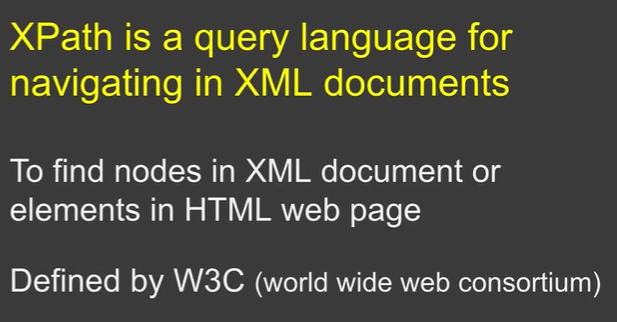 XPath is a query language for
navigating in XML documents
To find nodes in XML document or
elements in HTML web page
Defined by W3C (world wide web consortium)